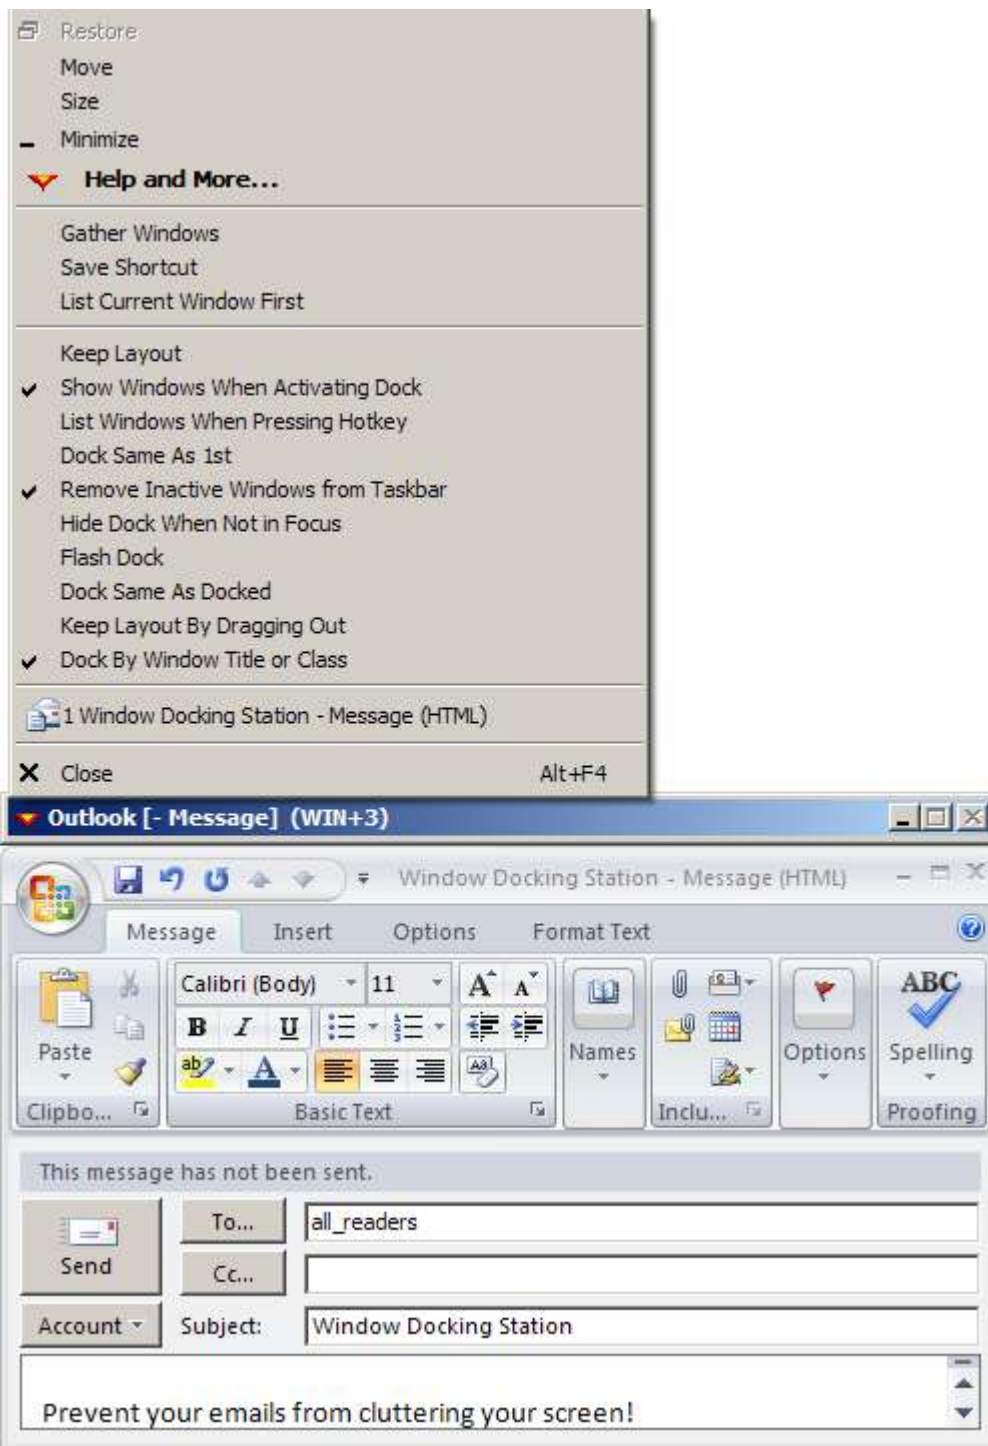 Restore
Move
Size
Minimize
Help and More...
Gather Windows
Save Shortcut
List Current Window First
Keep Layout
Show Windows When Activating Dock
List Windows When Pressing Hotkey
Dock Same As 1st
Remove Inactive Windows from Taskbar
Hide Dock When Not in Focus
Flash Dock
Dock Same As Docked
Keep Layout By Dragging Out
Dock By Window Title or Class
1 Window Docking Station - Message (HTML)
Close Alt+F4
Outlook [- Message] (WIN+3)
Window Docking Station - Message (HTML)
Message Insert Options Format Text
Calibri (Body) 11 A A ABC
B I U
Paste Names Options Spelling
ab A Aa
Clipbo... Basic Text Inclu... Proofing
This message has not been sent.
To... all_readers
Send
Cc...
Account Subject: Window Docking Station
Prevent your emails from cluttering your screen!